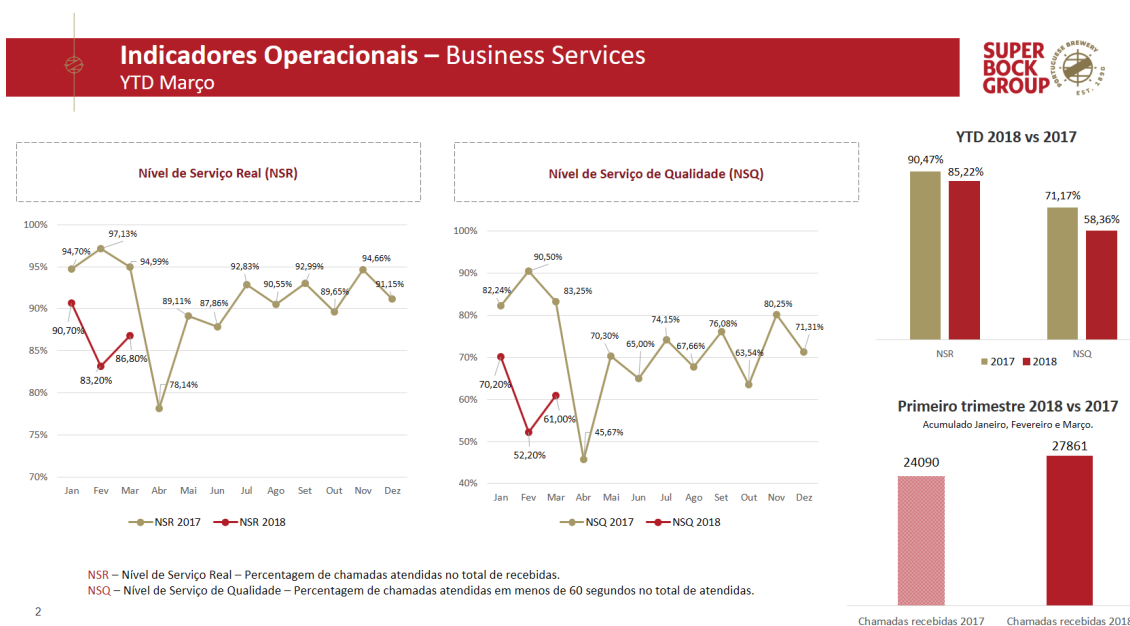 Indicadores Operacionais – Business Services
YTD Março
SUPER
BOCK
GROUP
PORTUGUESE BREWERY
EST. 1890
Nível de Serviço Real (NSR)
100%
95%
90%
85%
80%
75%
70%
94,70%
97,13%
94,99%
78,14%
89,11%
87,86%
92,83%
90,55%
92,99%
89,65%
94,66%
91,15%
90,70%
83,20%
86,80%
Jan Fev Mar Abr Mai Jun Jul Ago Set Out Nov Dez
NSR 2017 NSR 2018
Nível de Serviço de Qualidade (NSQ)
100%
90%
80%
70%
60%
50%
40%
82,24%
90,50%
83,25%
45,67%
70,30%
65,00%
74,15%
67,66%
76,08%
63,54%
80,25%
71,31%
70,20%
52,20%
61,00%
Jan Fev Mar Abr Mai Jun Jul Ago Set Out Nov Dez
NSQ 2017 NSQ 2018
YTD 2018 vs 2017
90,47%
85,22%
71,17%
58,36%
NSR NSQ
2017 2018
Primeiro trimestre 2018 vs 2017
Acumulado Janeiro, Fevereiro e Março.
24090
27861
Chamadas recebidas 2017 Chamadas recebidas 2018
NSR – Nível de Serviço Real – Percentagem de chamadas atendidas no total de recebidas.
NSQ – Nível de Serviço de Qualidade – Percentagem de chamadas atendidas em menos de 60 segundos no total de atendidas.
2